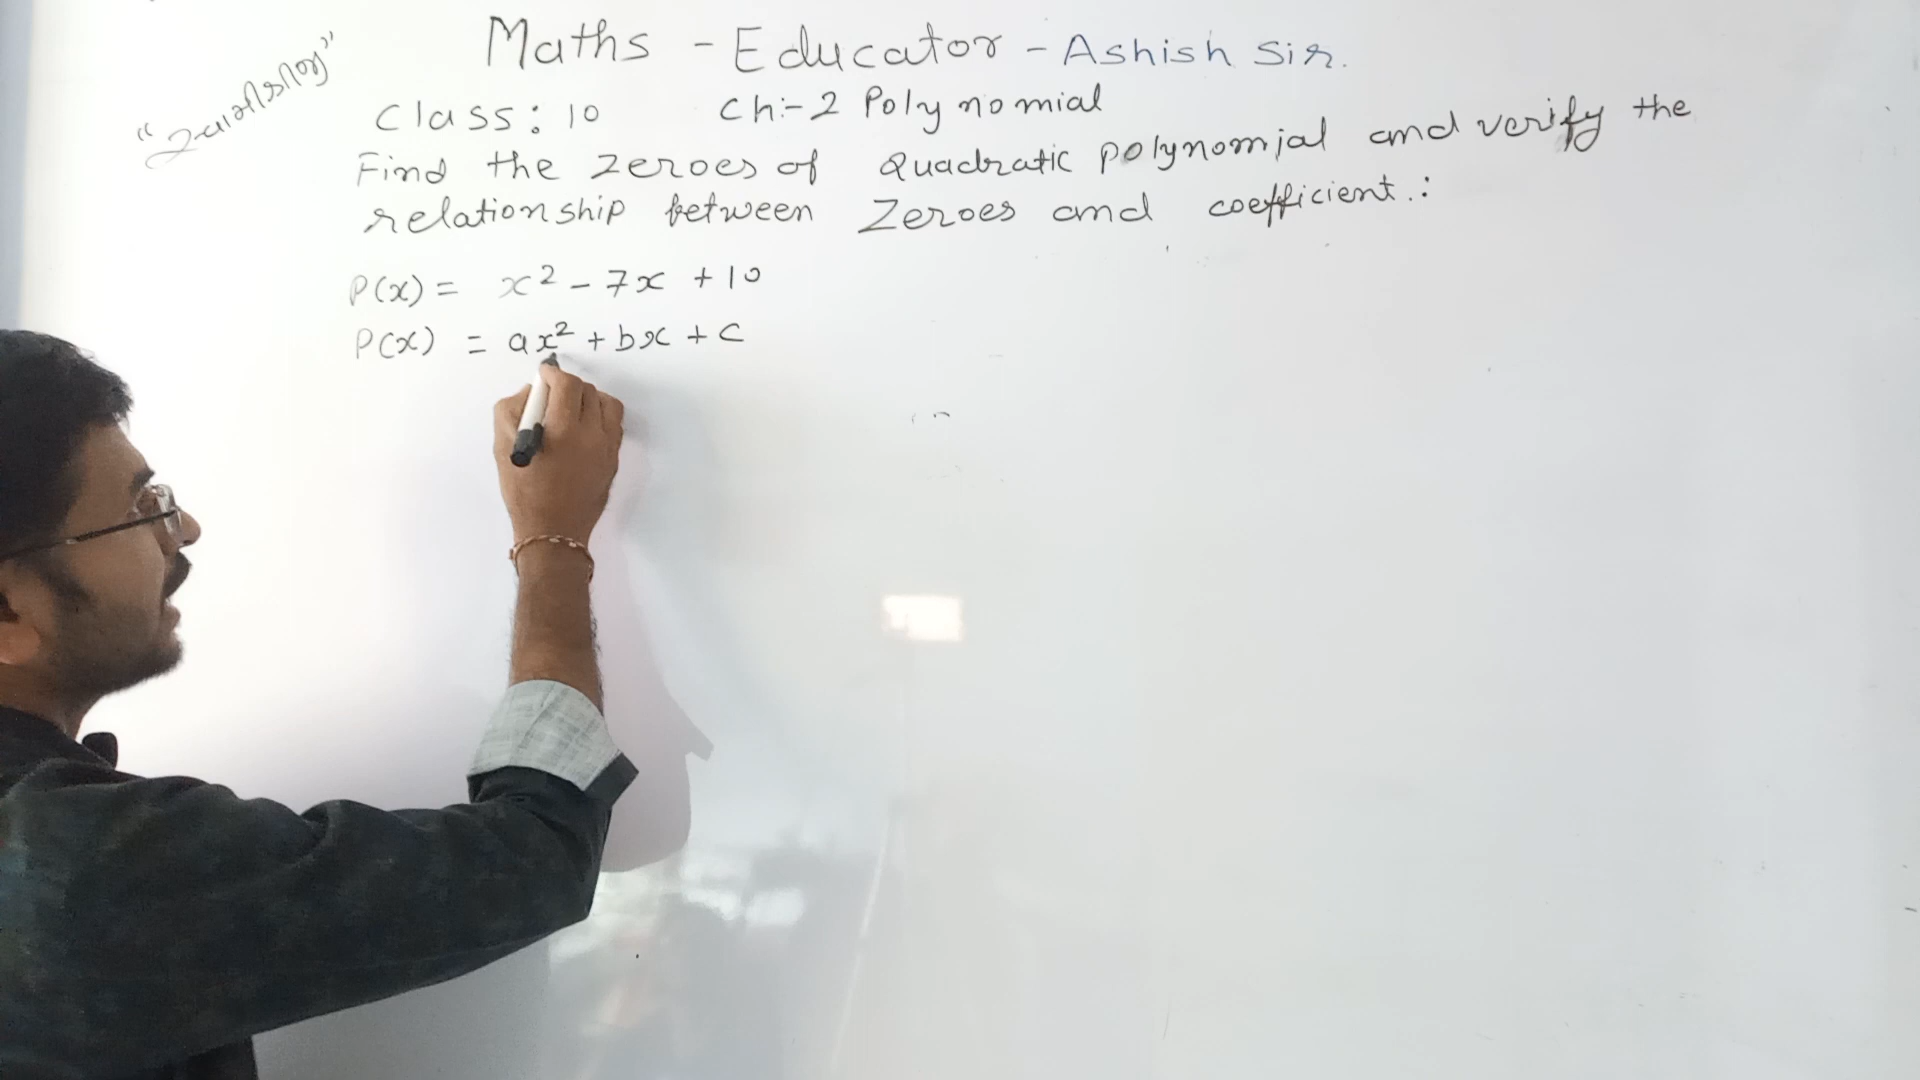 Maths - Educator - Ashish Sir.
Class: 10 Ch:- 2 Polynomial
Find the zeroes of Quadratic polynomial and verify the
relationship between Zeroes and coefficient.:
P(x) = x² - 7x + 10
P(x) = ax² + bx + c